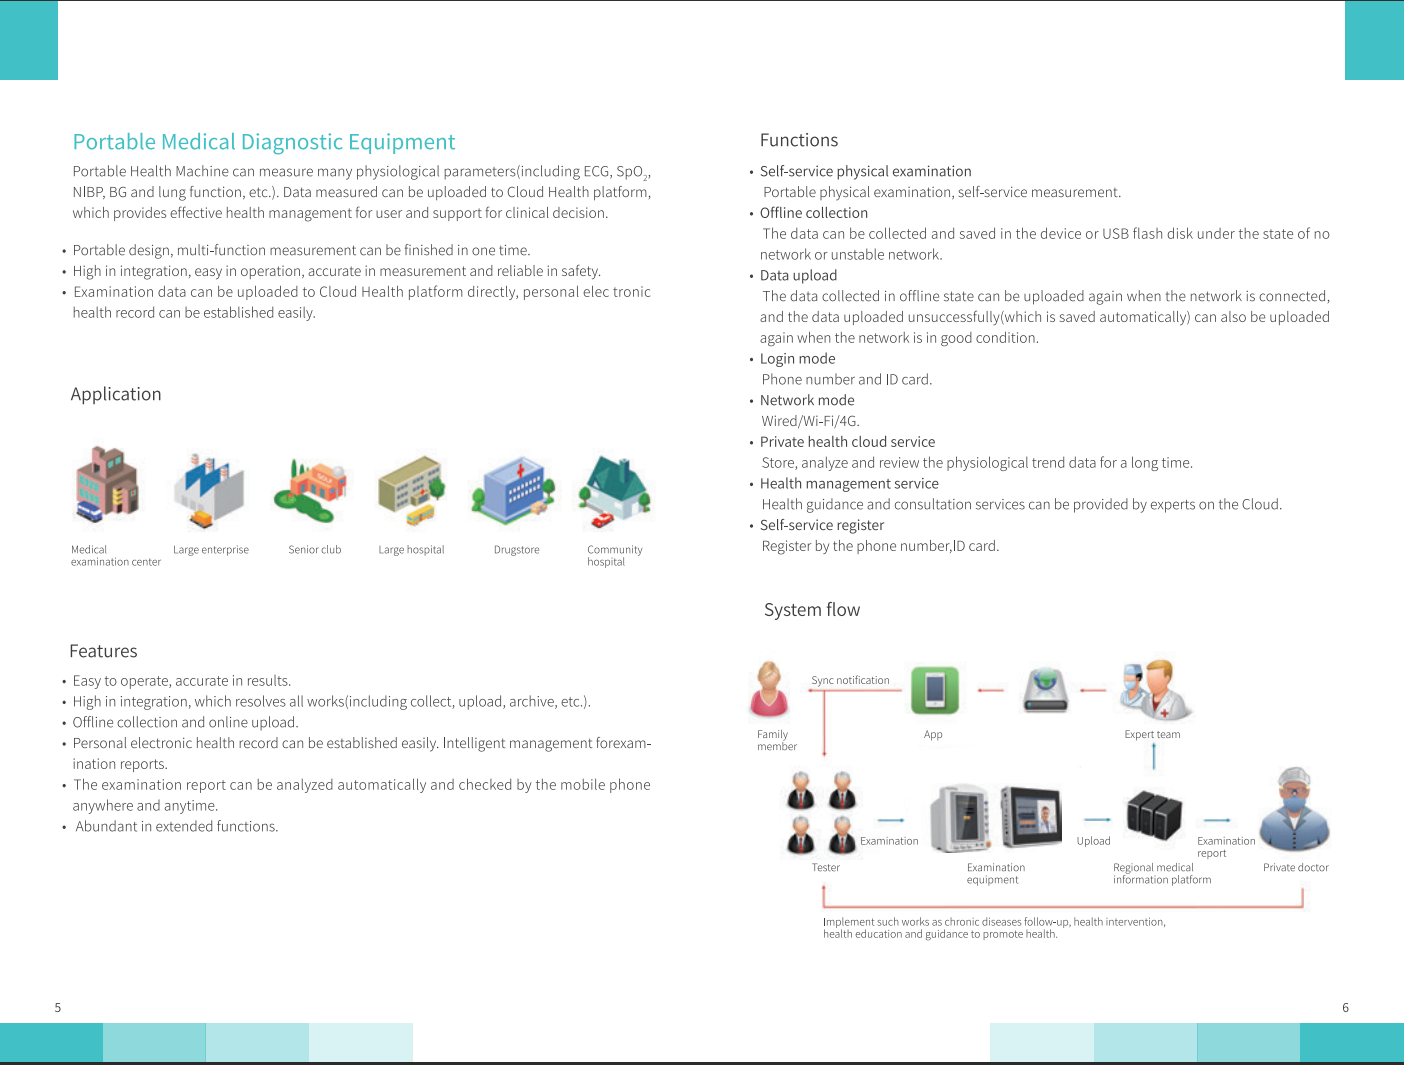 Portable Medical Diagnostic Equipment
Portable Health Machine can measure many physiological parameters(including ECG, SpO₂,
NIBP, BG and lung function, etc.). Data measured can be uploaded to Cloud Health platform,
which provides effective health management for user and support for clinical decision.
• Portable design, multi-function measurement can be finished in one time.
• High in integration, easy in operation, accurate in measurement and reliable in safety.
• Examination data can be uploaded to Cloud Health platform directly, personal elec tronic
health record can be established easily.
Application
Medical
examination center
Large enterprise
Senior club
Large hospital
Drugstore
Community
hospital
Features
• Easy to operate, accurate in results.
• High in integration, which resolves all works(including collect, upload, archive, etc.).
• Offline collection and online upload.
• Personal electronic health record can be established easily. Intelligent management forexam-
ination reports.
• The examination report can be analyzed automatically and checked by the mobile phone
anywhere and anytime.
• Abundant in extended functions.
5
Functions
• Self-service physical examination
Portable physical examination, self-service measurement.
• Offline collection
The data can be collected and saved in the device or USB flash disk under the state of no
network or unstable network.
• Data upload
The data collected in offline state can be uploaded again when the network is connected,
and the data uploaded unsuccessfully(which is saved automatically) can also be uploaded
again when the network is in good condition.
• Login mode
Phone number and ID card.
• Network mode
Wired/Wi-Fi/4G.
• Private health cloud service
Store, analyze and review the physiological trend data for a long time.
• Health management service
Health guidance and consultation services can be provided by experts on the Cloud.
• Self-service register
Register by the phone number,ID card.
System flow
Sync notification
Family
member
App
Expert team
Examination
Upload
Examination
report
Tester
Examination
equipment
Regional medical
information platform
Private doctor
Implement such works as chronic diseases follow-up, health intervention,
health education and guidance to promote health.
6